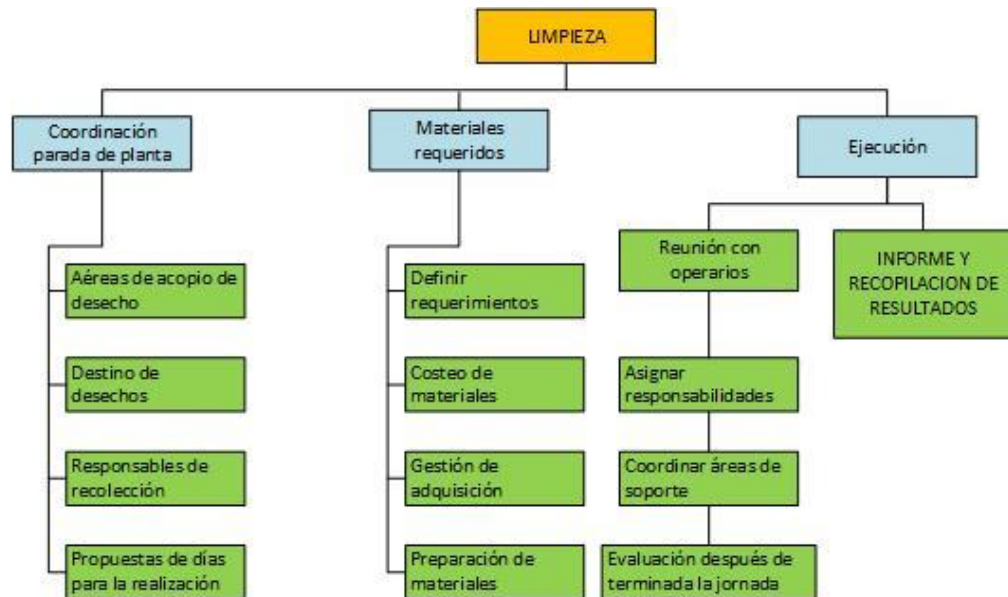 LIMPIEZA
Coordinación
parada de planta
Materiales
requeridos
Ejecución
Aéreas de acopio de
desecho
Destino de
desechos
Responsables de
recolección
Propuestas de días
para la realización
Definir
requerimientos
Costeo de
materiales
Gestión de
adquisición
Preparación de
materiales
Reunión con
operarios
Asignar
responsabilidades
Coordinar áreas de
soporte
Evaluación después de
terminada la jornada
INFORME Y
RECOPILACION DE
RESULTADOS